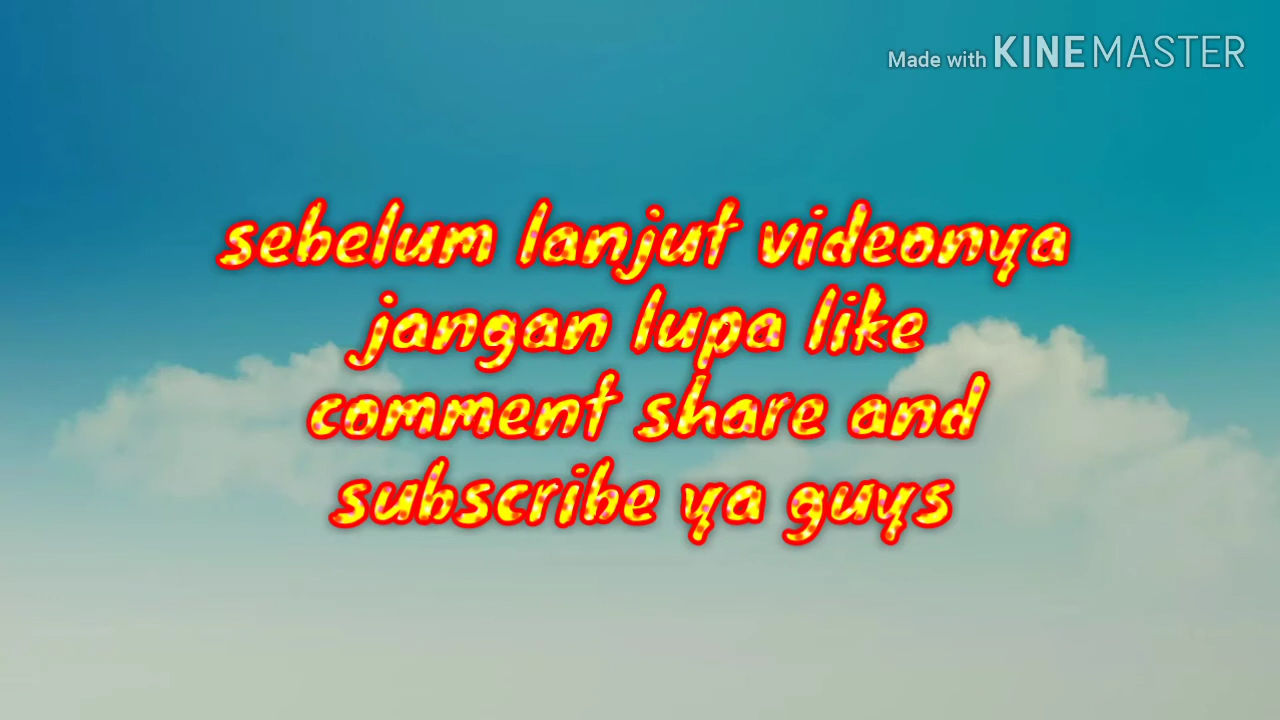 Made with KINEMASTER
sebelum lanjut videonya
jangan lupa like
comment share and
subscribe ya guys